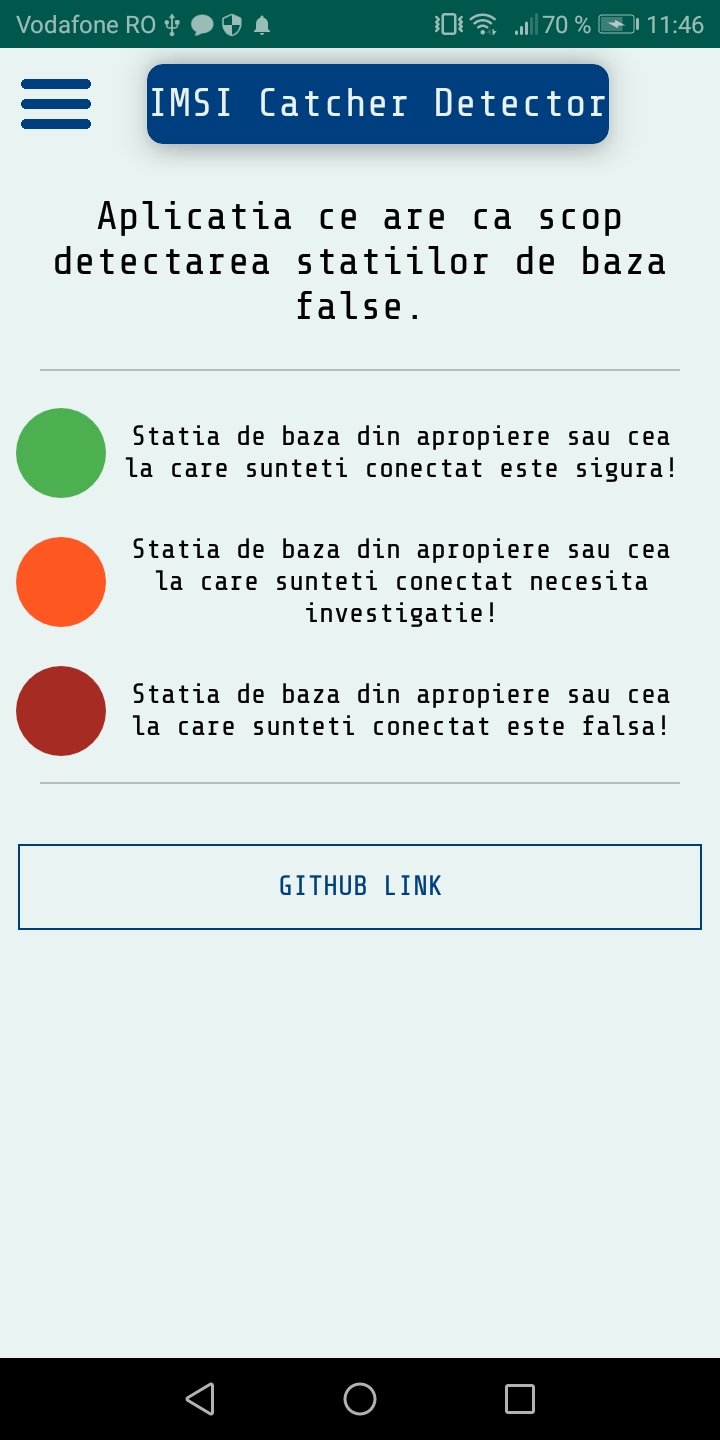 Vodafone RO 70 % 11:46
IMSI Catcher Detector
Aplicatia ce are ca scop
detectarea statiilor de baza
false.
Statia de baza din apropiere sau cea
la care sunteti conectat este sigura!
Statia de baza din apropiere sau cea
la care sunteti conectat necesita
investigatie!
Statia de baza din apropiere sau cea
la care sunteti conectat este falsa!
GITHUB LINK